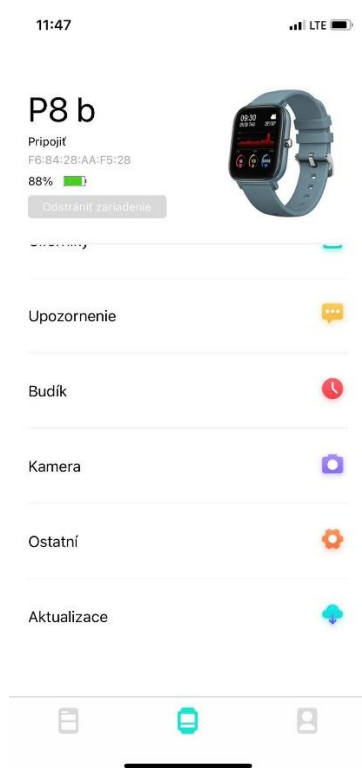 11:47
LTE
P8 b
Pripojiť
F6:84:28:AA:F5:28
88%
Odstrániť zariadenie
Upozornenie
Budík
Kamera
Ostatní
Aktualizace